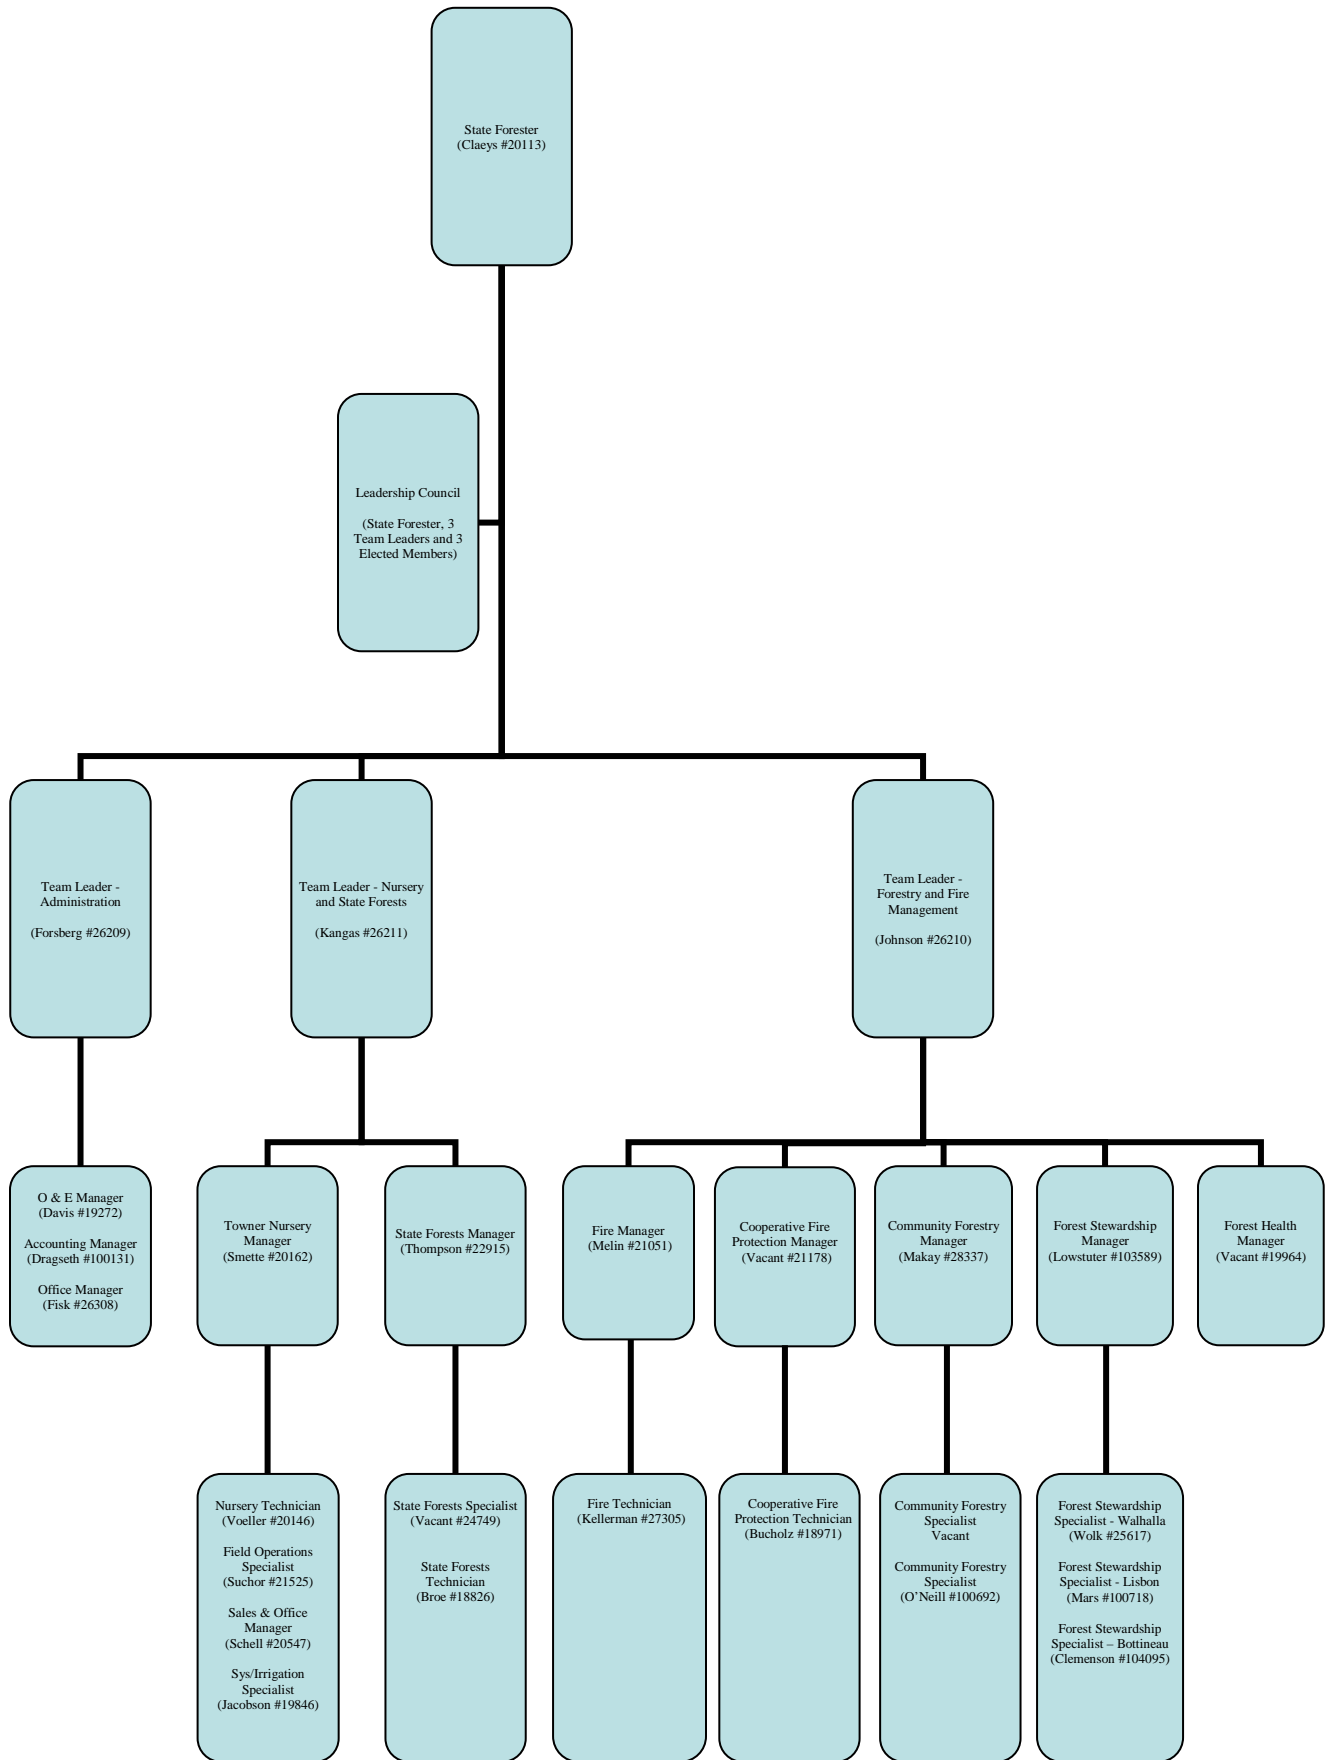 State Forester
(Claeys #20113)
Leadership Council
(State Forester, 3
Team Leaders and 3
Elected Members)
Team Leader -
Administration
(Forsberg #26209)
Team Leader - Nursery
and State Forests
(Kangas #26211)
Team Leader -
Forestry and Fire
Management
(Johnson #26210)
O & E Manager
(Davis #19272)
Accounting Manager
(Dragseth #100131)
Office Manager
(Fisk #26308)
Towner Nursery
Manager
(Smette #20162)
State Forests Manager
(Thompson #22915)
Fire Manager
(Melin #21051)
Cooperative Fire
Protection Manager
(Vacant #21178)
Community Forestry
Manager
(Makay #28337)
Forest Stewardship
Manager
(Lowstuter #103589)
Forest Health
Manager
(Vacant #19964)
Nursery Technician
(Voeller #20146)
Field Operations
Specialist
(Suchor #21525)
Sales & Office
Manager
(Schell #20547)
Sys/Irrigation
Specialist
(Jacobson #19846)
State Forests Specialist
(Vacant #24749)
State Forests
Technician
(Broe #18826)
Fire Technician
(Kellerman #27305)
Cooperative Fire
Protection Technician
(Bucholz #18971)
Community Forestry
Specialist
Vacant
Community Forestry
Specialist
(O’Neill #100692)
Forest Stewardship
Specialist - Walhalla
(Wolk #25617)
Forest Stewardship
Specialist - Lisbon
(Mars #100718)
Forest Stewardship
Specialist – Bottineau
(Clemenson #104095)